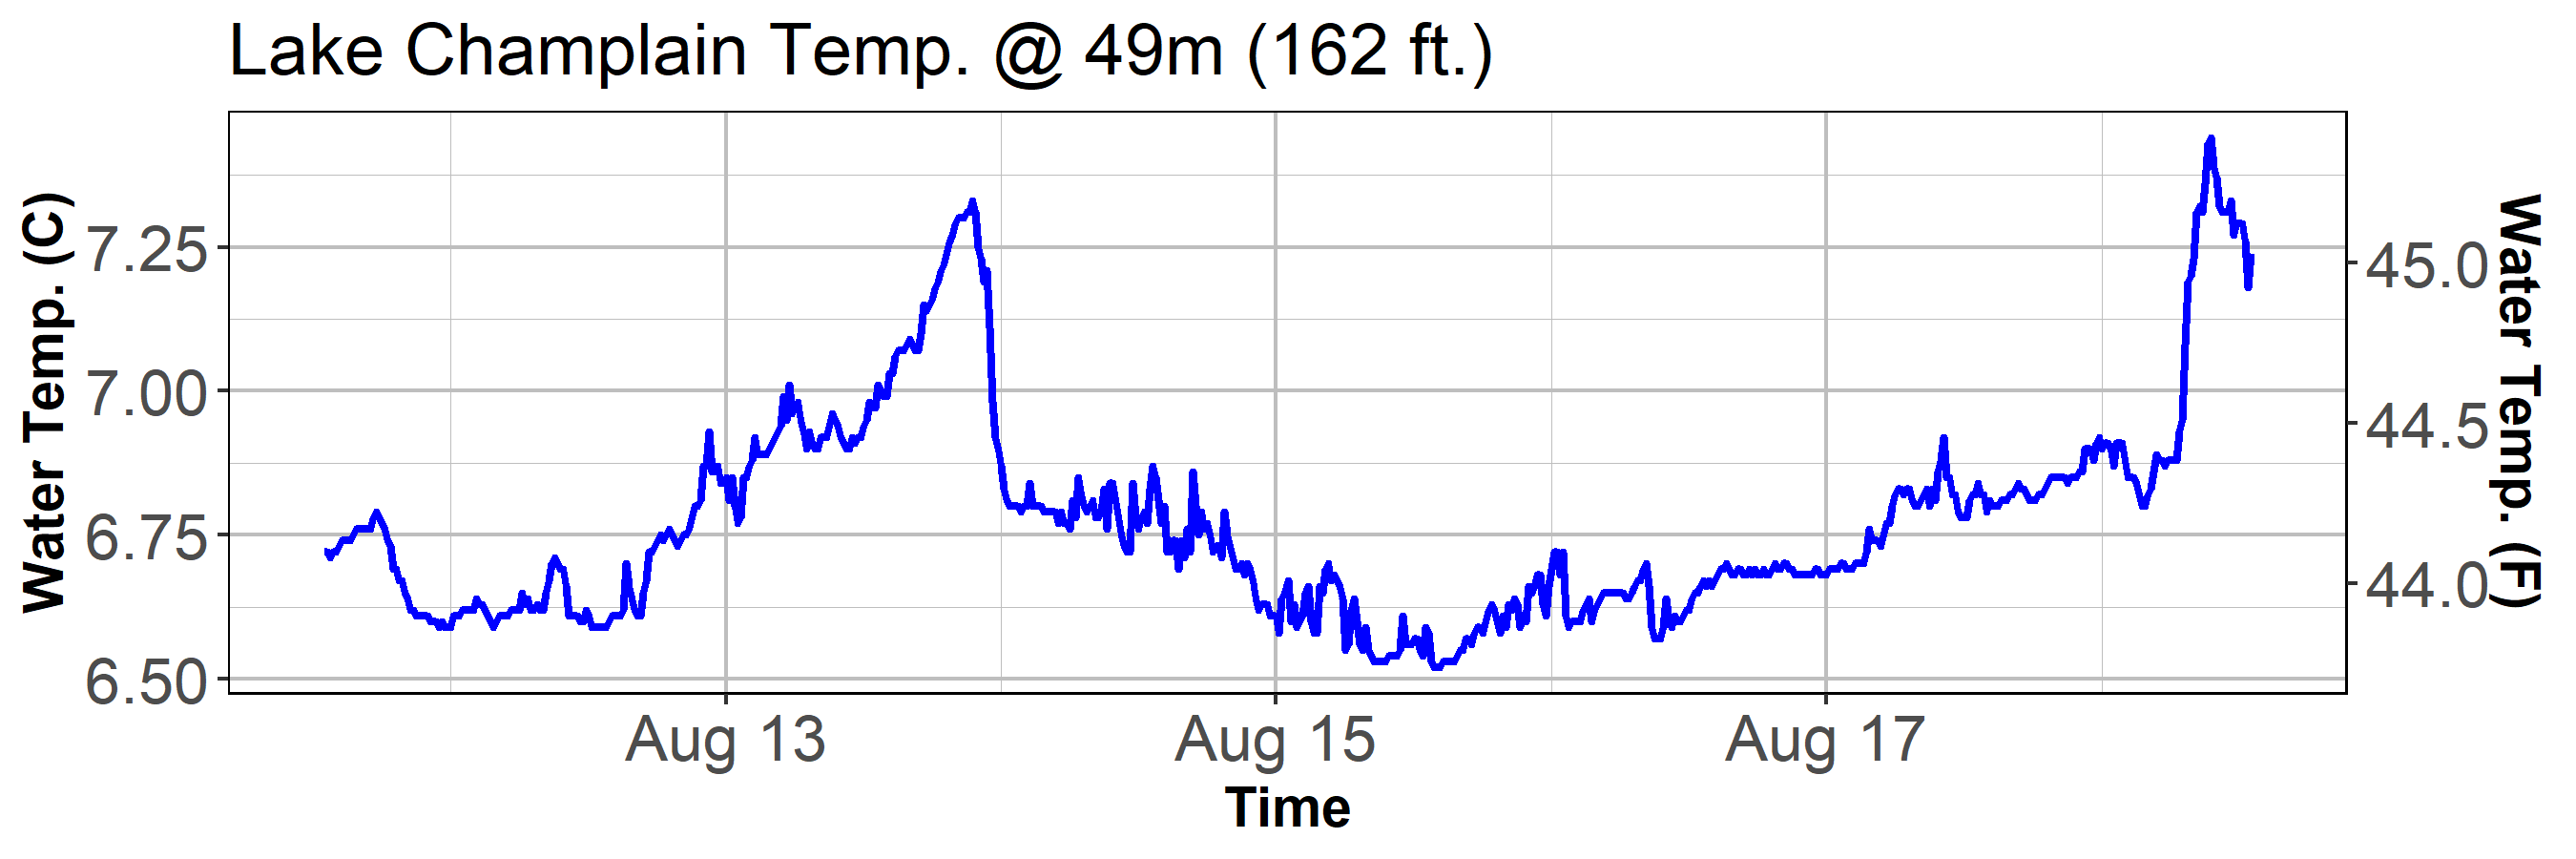 Lake Champlain Temp. @ 49m (162 ft.)
Water Temp. (C)
7.25
7.00
6.75
6.50
45.0
44.5
44.0
Water Temp. (F)
Aug 13 Aug 15 Aug 17
Time